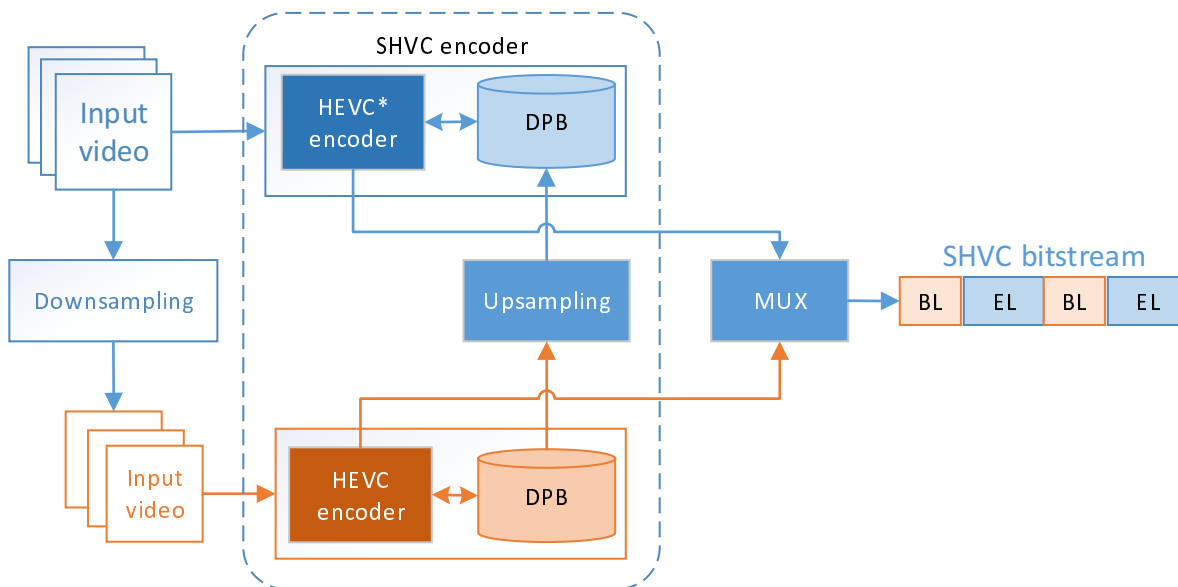 SHVC encoder
Input
video
HEVC*
encoder
DPB
Downsampling
Upsampling
MUX
SHVC bitstream
BL
EL
BL
EL
Input
video
HEVC
encoder
DPB